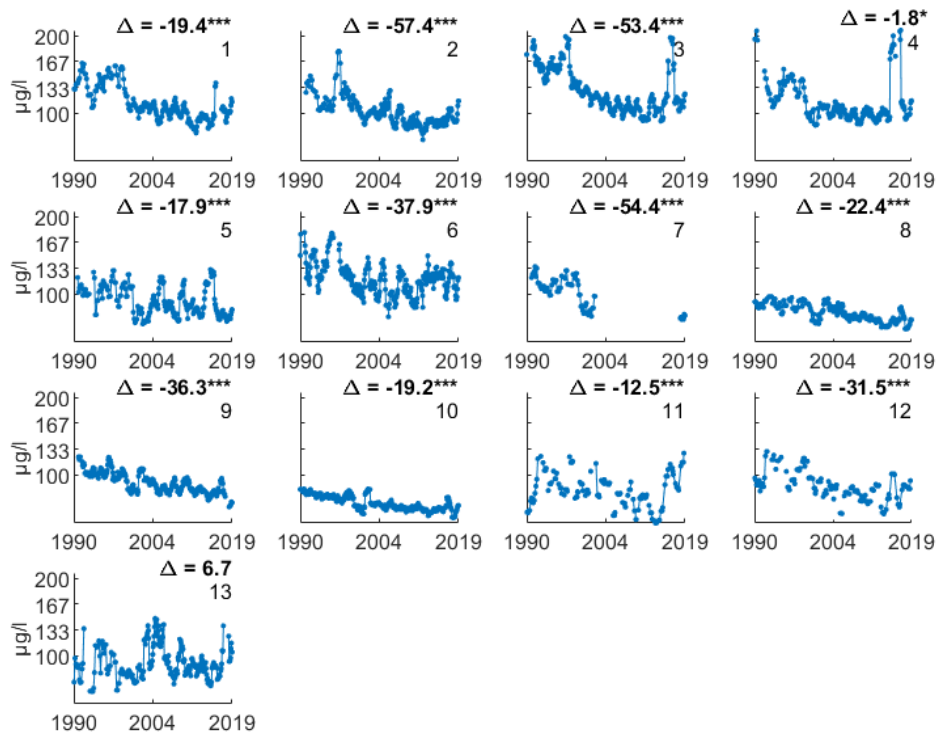 Δ = -19.4***
1
Δ = -57.4***
2
Δ = -53.4***
3
Δ = -1.8*
4
µg/l
200
167
133
100
1990 2004 2019
1990 2004 2019
1990 2004 2019
1990 2004 2019
Δ = -17.9***
5
Δ = -37.9***
6
Δ = -54.4***
7
Δ = -22.4***
8
µg/l
200
167
133
100
1990 2004 2019
1990 2004 2019
1990 2004 2019
1990 2004 2019
Δ = -36.3***
9
Δ = -19.2***
10
Δ = -12.5***
11
Δ = -31.5***
12
µg/l
200
167
133
100
1990 2004 2019
1990 2004 2019
1990 2004 2019
1990 2004 2019
Δ = 6.7
13
µg/l
200
167
133
100
1990 2004 2019